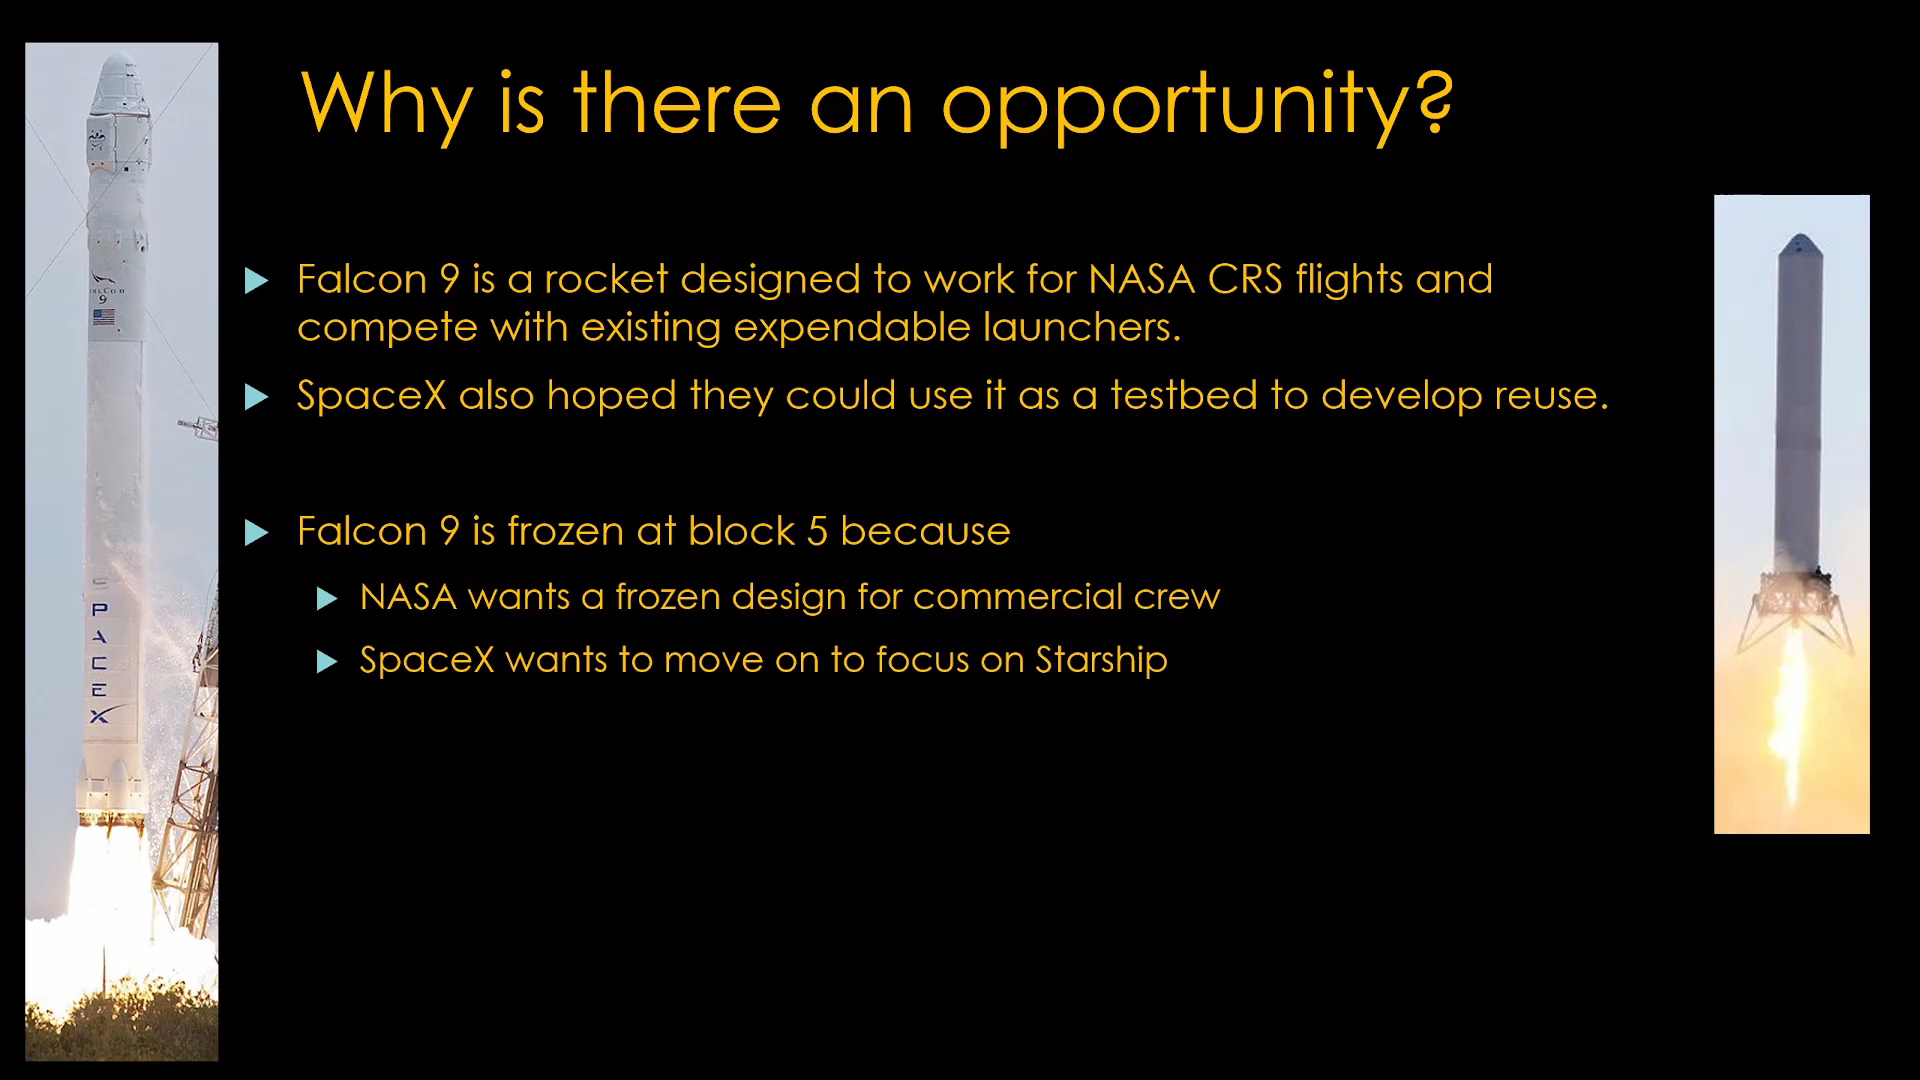 Why is there an opportunity?
Falcon 9 is a rocket designed to work for NASA CRS flights and
compete with existing expendable launchers.
SpaceX also hoped they could use it as a testbed to develop reuse.
Falcon 9 is frozen at block 5 because
NASA wants a frozen design for commercial crew
SpaceX wants to move on to focus on Starship
9
S
P
A
C
E
X